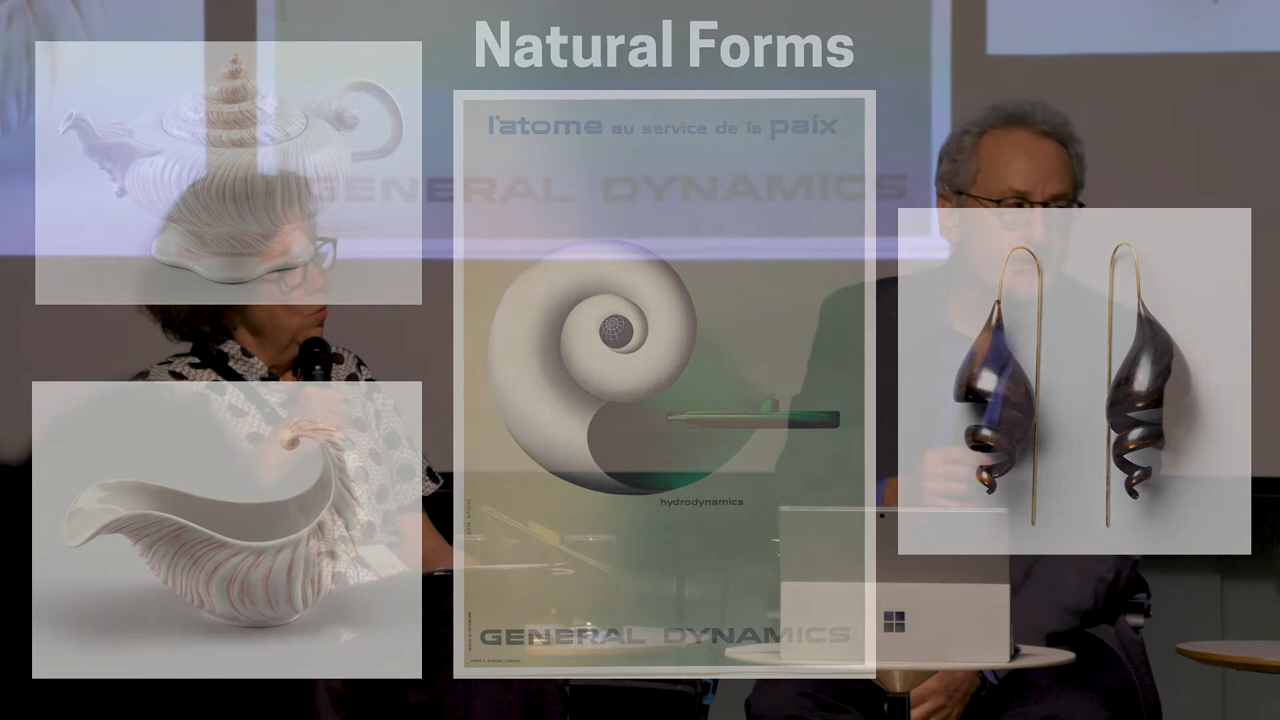 Natural Forms
l'atome au service de la paix
GENERAL DYNAMICS
hydrodynamics
GENERAL DYNAMICS